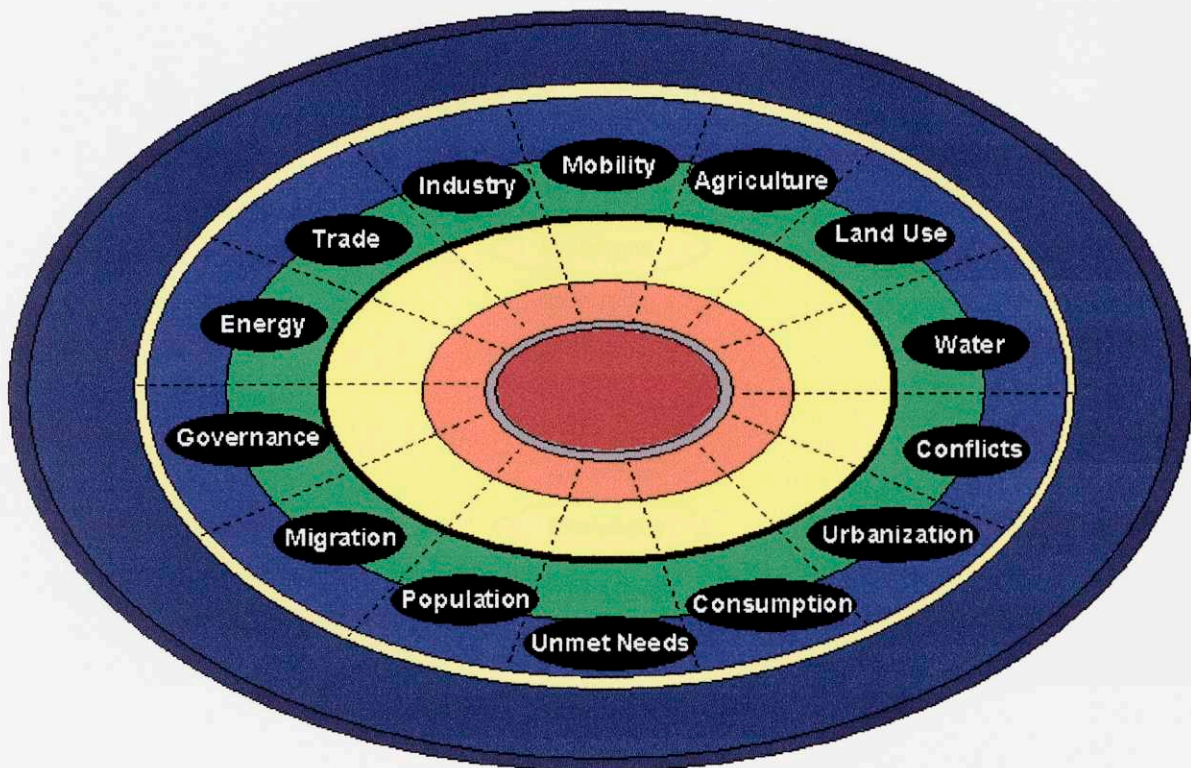 Mobility
Industry
Agriculture
Trade
Land Use
Energy
Water
Governance
Conflicts
Migration
Urbanization
Population
Consumption
Unmet Needs